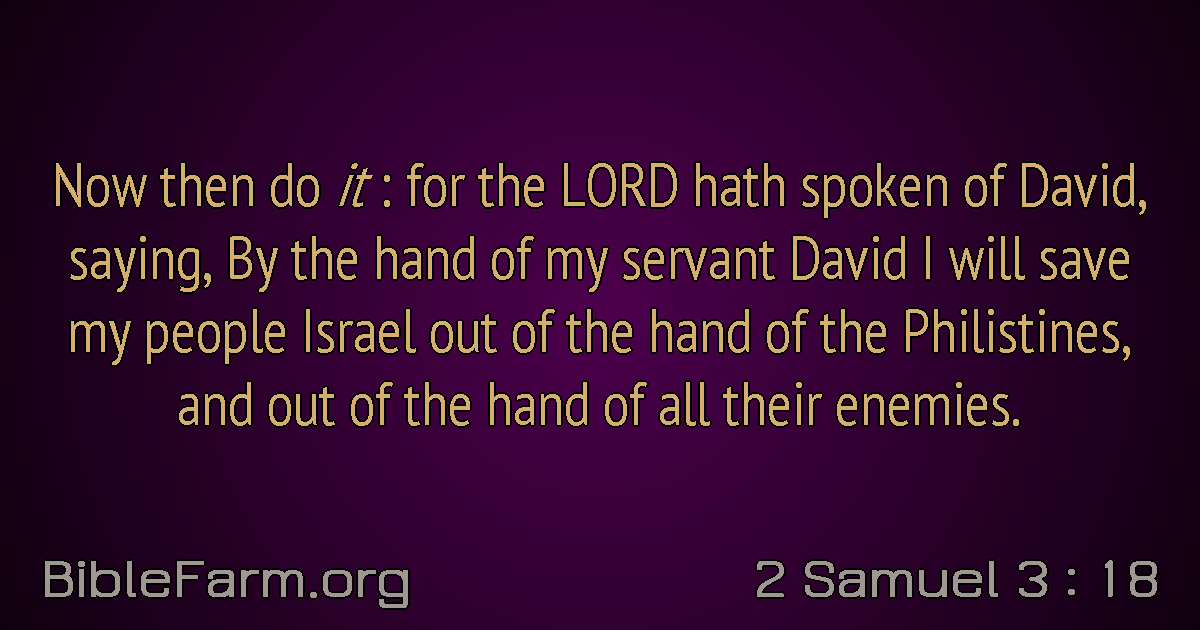 Now then do it : for the LORD hath spoken of David,
saying, By the hand of my servant David I will save
my people Israel out of the hand of the Philistines,
and out of the hand of all their enemies.
BibleFarm.org
2 Samuel 3 : 18